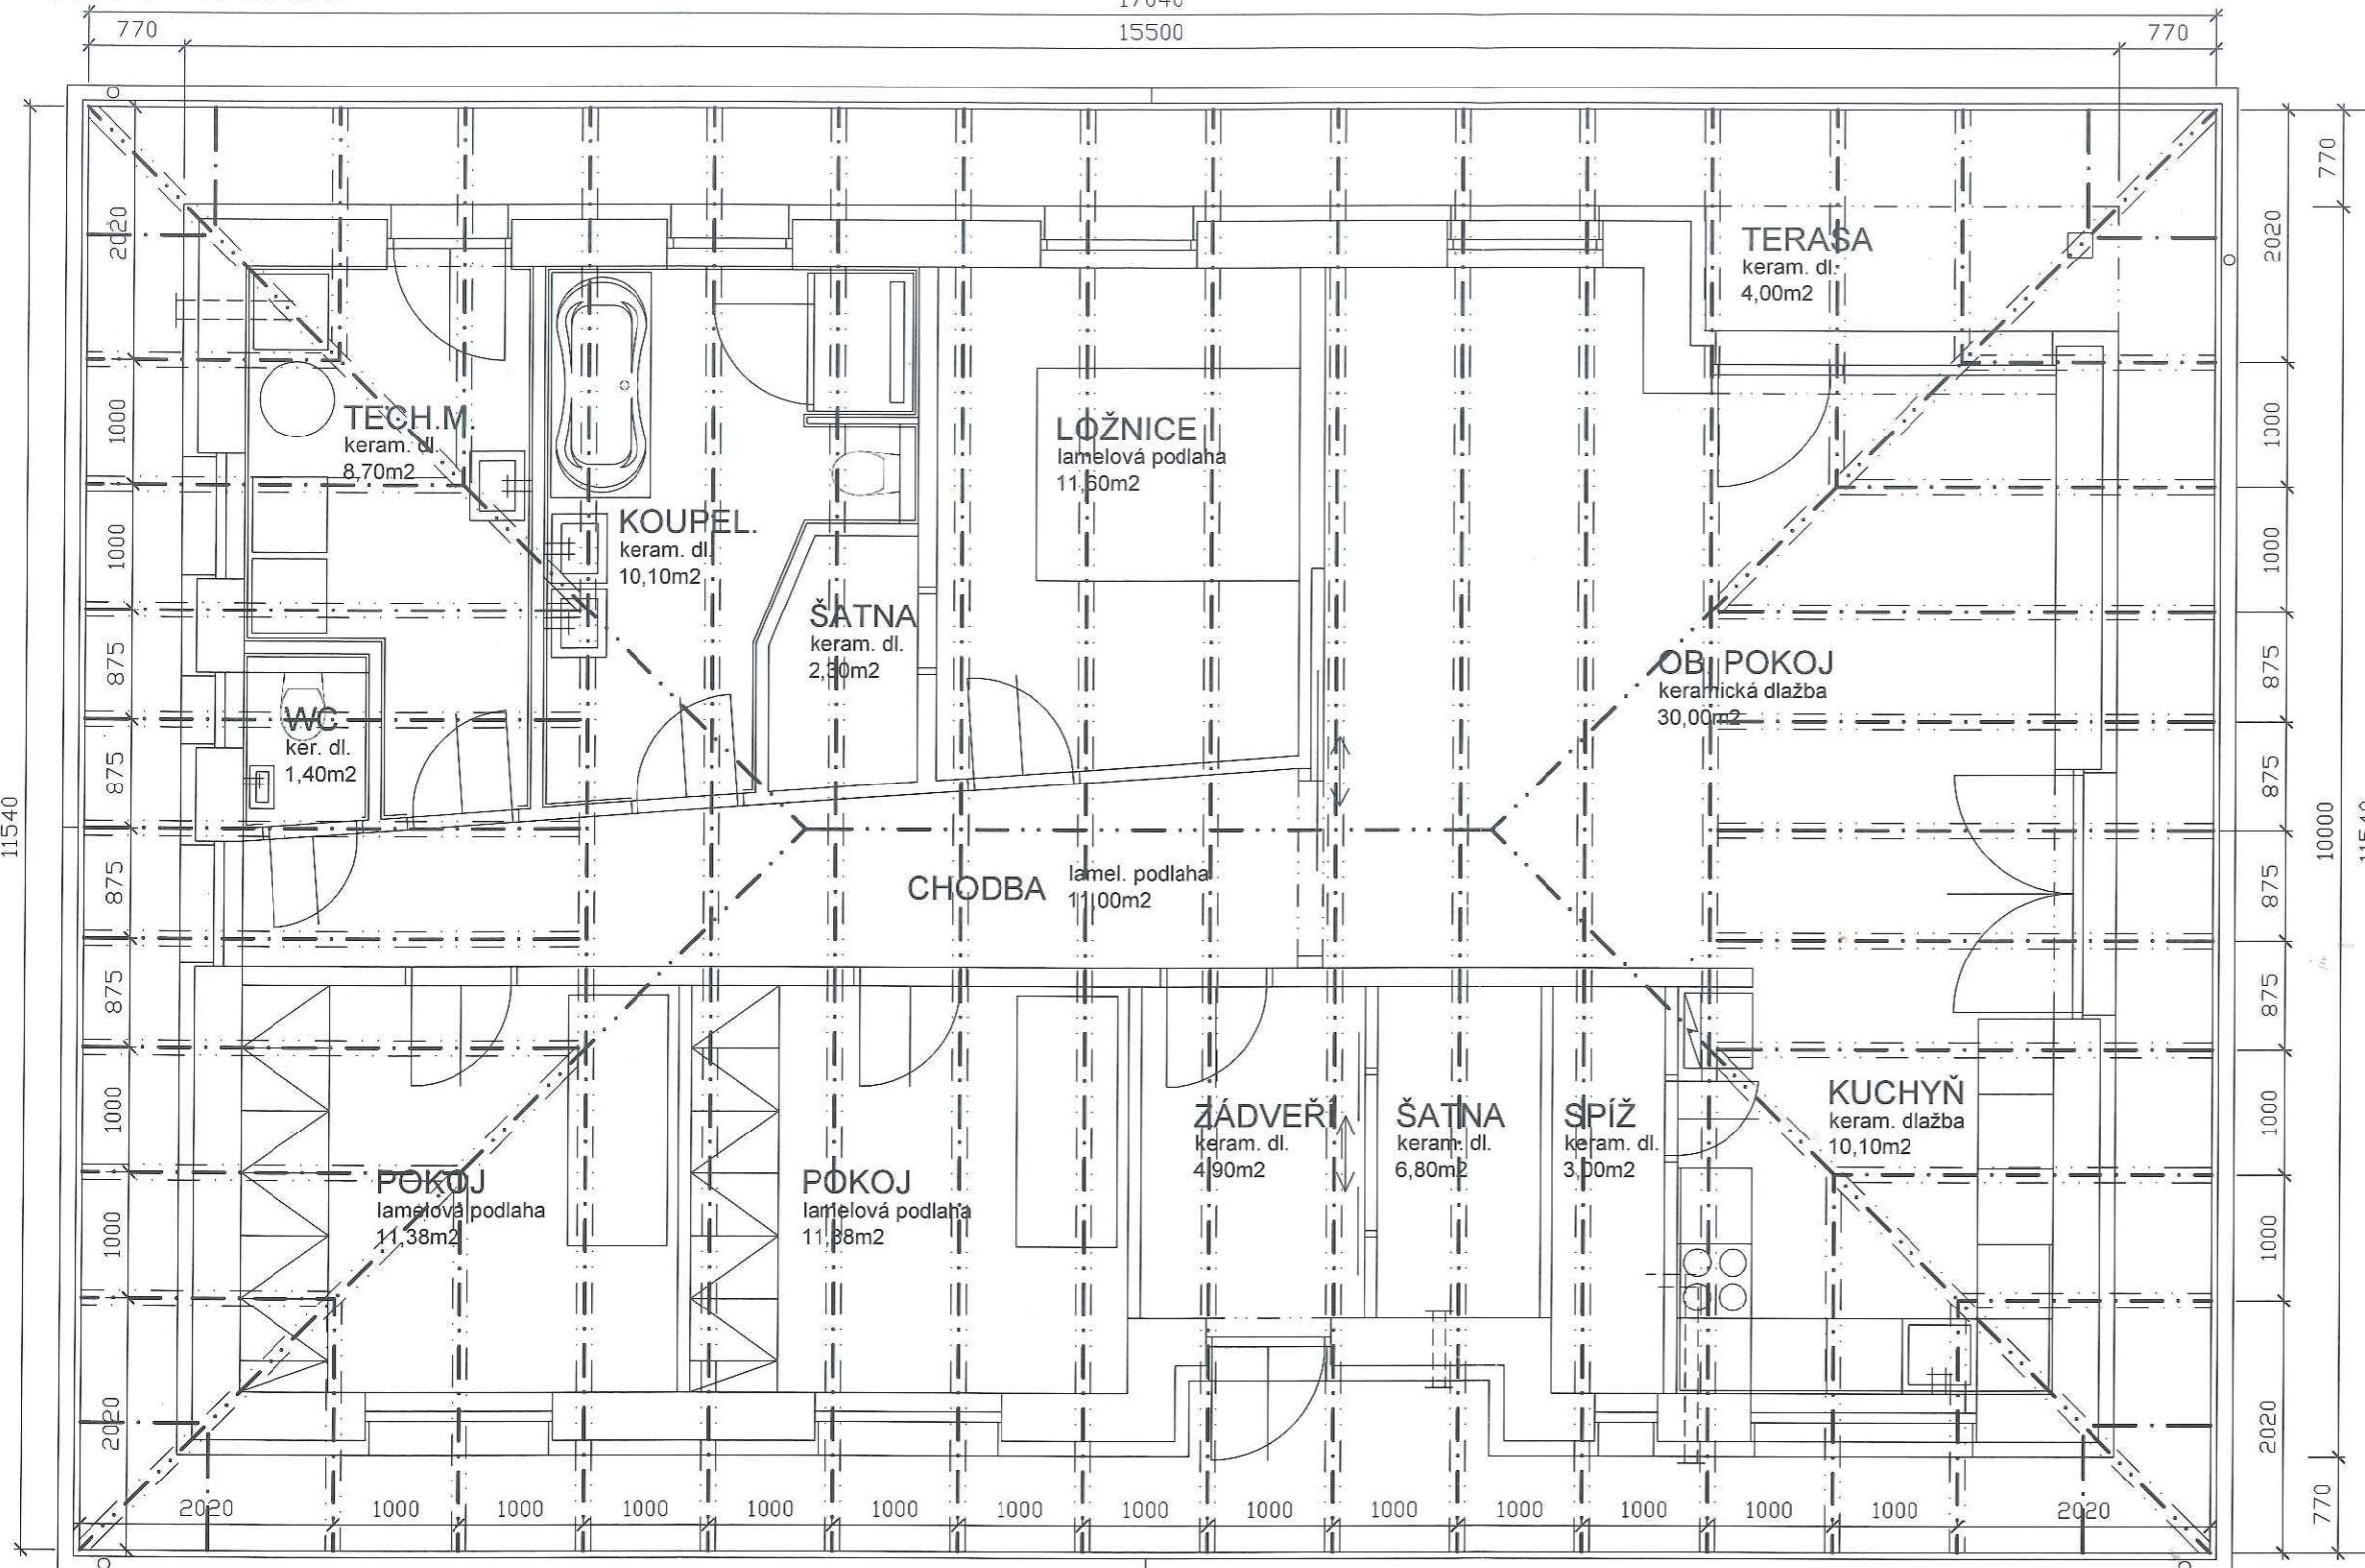 15500
770
770
TERASA
keram. dl.
4,00m2
TECH.M.
keram. dl.
8,70m2
LOŽNICE
lamelová podlaha
11,60m2
KOUPEL.
keram. dl.
10,10m2
ŠATNA
keram. dl.
2,30m2
OB. POKOJ
keramická dlažba
30,00m2
WC
ker. dl.
1,40m2
CHODBA
lamel. podlaha
11,00m2
POKOJ
lamelová podlaha
11,38m2
POKOJ
lamelová podlaha
11,38m2
ZÁDVEŘÍ
keram. dl.
4,90m2
ŠATNA
keram. dl.
6,80m2
SPÍŽ
keram. dl.
3,00m2
KUCHYŇ
keram. dlažba
10,10m2
11540
2020
1000
1000
875
875
875
875
1000
1000
2020
2020
1000
1000
875
875
875
875
1000
1000
2020
770
10000
770
2020
1000
1000
1000
1000
1000
1000
1000
1000
1000
1000
1000
1000
1000
2020